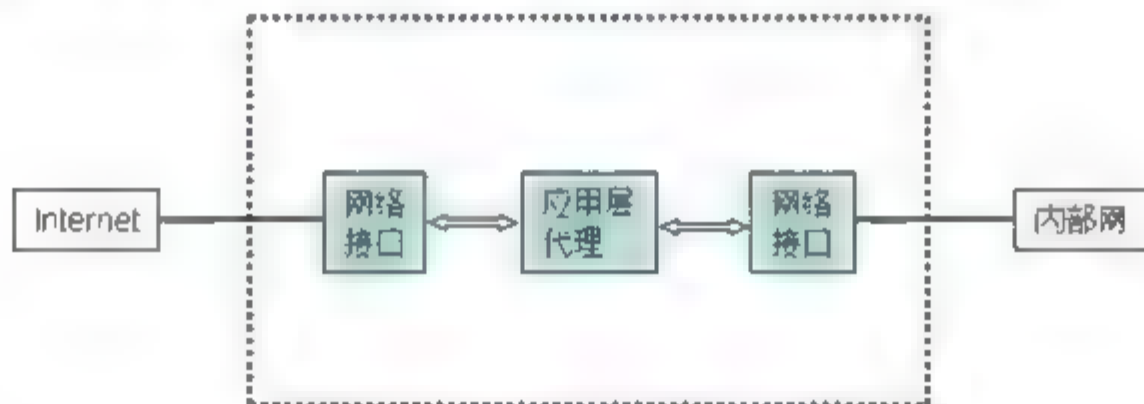 Internet
网络
接口
应用层
代理
网络
接口
内部网